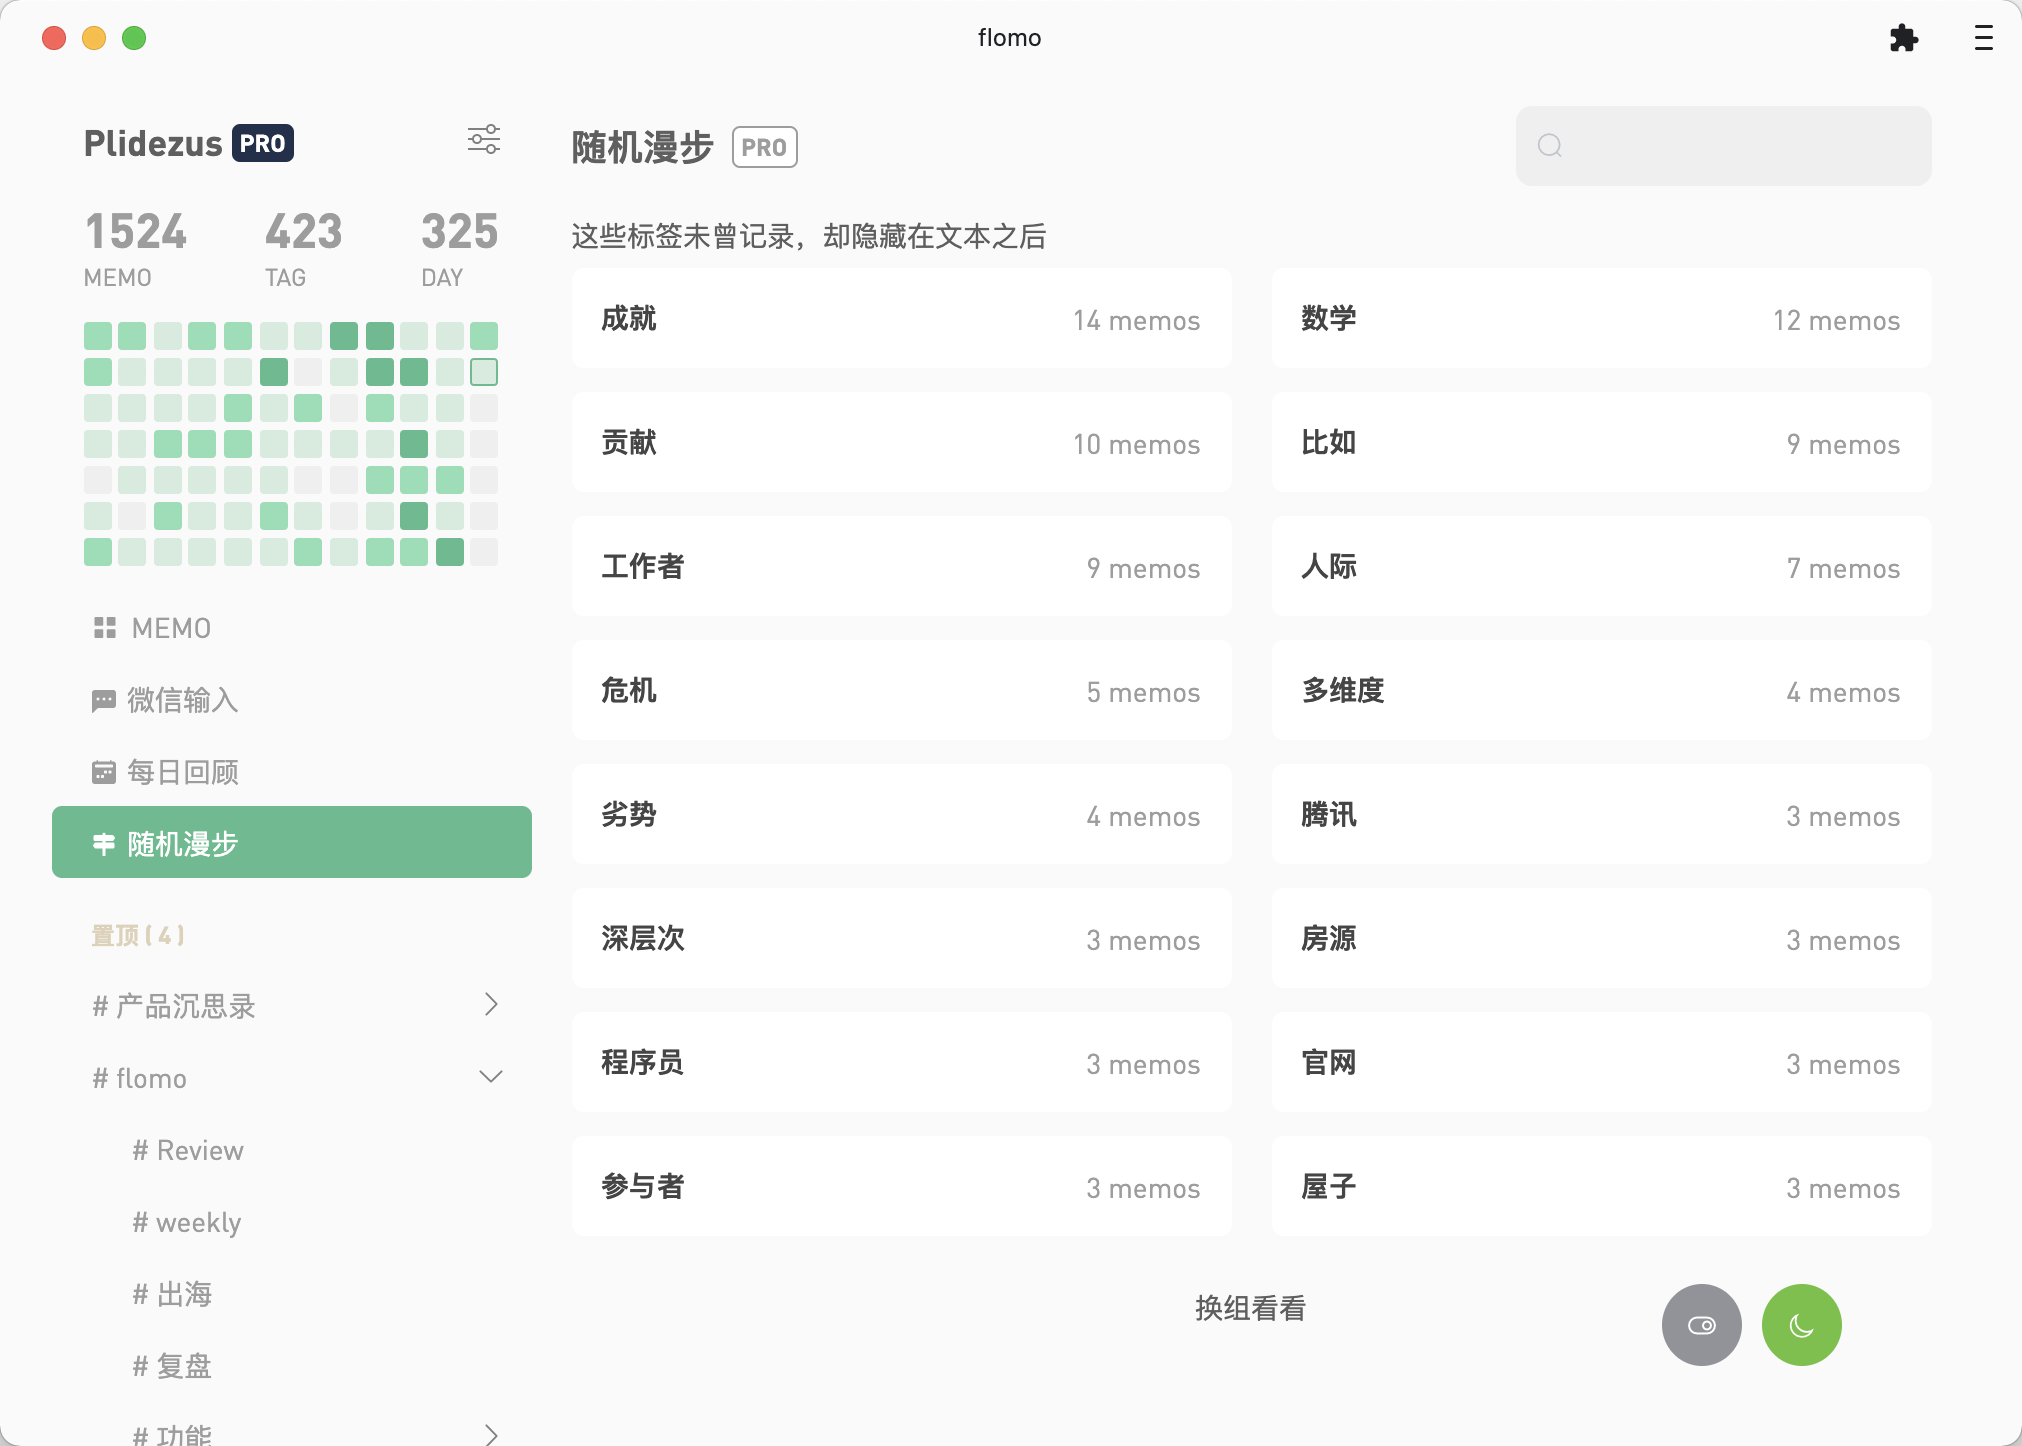 flomo
Plidezus PRO
1524 423 325
MEMO TAG DAY
MEMO
微信输入
每日回顾
随机漫步
置顶(4)
# 产品沉思录
# flomo
# Review
# weekly
# 出海
# 复盘
# 功能
随机漫步 PRO
这些标签未曾记录，却隐藏在文本之后
成就 14 memos
数学 12 memos
贡献 10 memos
比如 9 memos
工作者 9 memos
人际 7 memos
危机 5 memos
多维度 4 memos
劣势 4 memos
腾讯 3 memos
深层次 3 memos
房源 3 memos
程序员 3 memos
官网 3 memos
参与者 3 memos
屋子 3 memos
换组看看